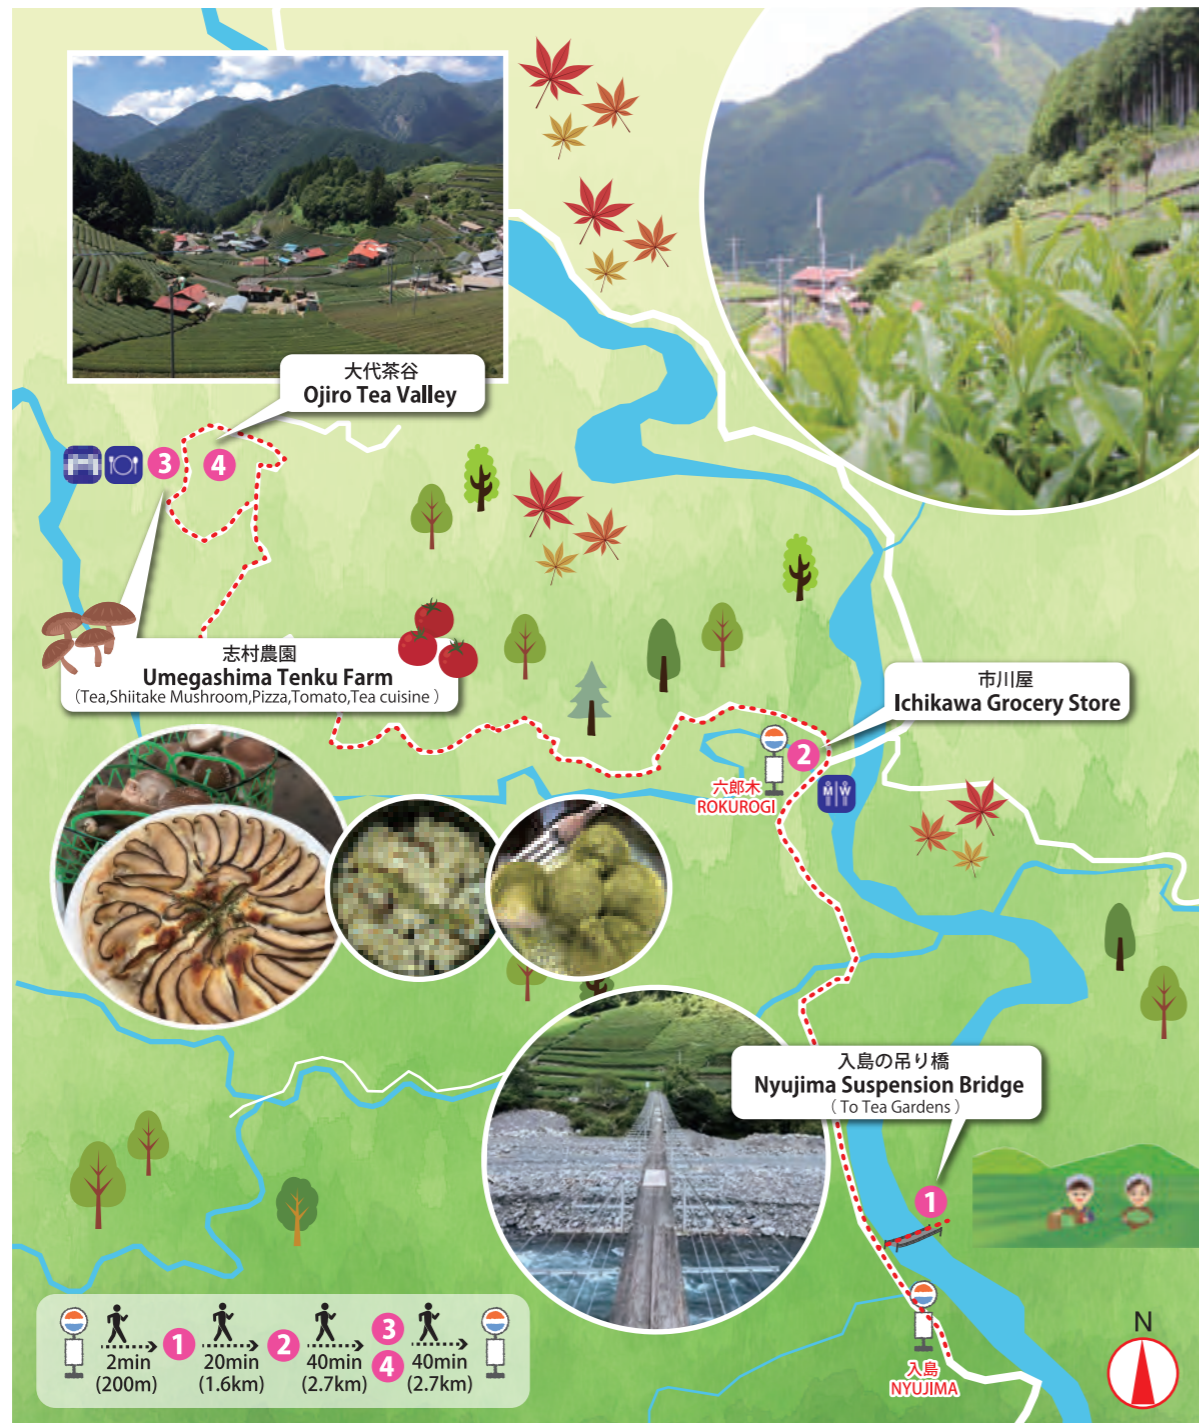 大代茶谷
Ojiro Tea Valley
3
4
志村農園
Umegashima Tenku Farm
(Tea,Shiitake Mushroom,Pizza,Tomato,Tea cuisine )
市川屋
Ichikawa Grocery Store
2
六郎木
ROKUROGI
M W
入島の吊り橋
Nyujima Suspension Bridge
( To Tea Gardens )
1
入島
NYUJIMA
N
2min
(200m)
1
20min
(1.6km)
2
40min
(2.7km)
3
4
40min
(2.7km)